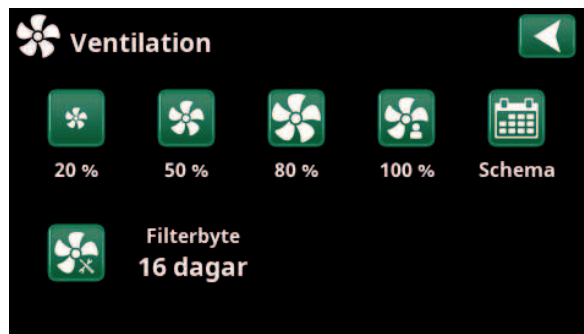 Ventilation
20 % 50 % 80 % 100 % Schema
Filterbyte
16 dagar